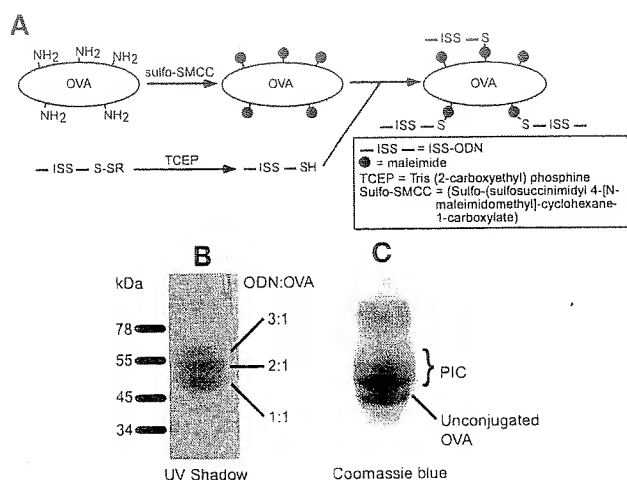 A
NH2 NH2 NH2
OVA
NH2 NH2
sulfo-SMCC
OVA
— ISS — S
OVA
S S
— ISS — S — ISS —
— ISS — S-SR
TCEP
— ISS — SH
— ISS — = ISS-ODN
= maleimide
TCEP = Tris (2-carboxyethyl) phosphine
Sulfo-SMCC = (Sulfo-(sulfosuccinimidyl 4-[N-
maleimidomethyl]-cyclohexane-
1-carboxylate)
B
C
kDa
ODN:OVA
78
55
45
34
3:1
2:1
1:1
PIC
Unconjugated
OVA
UV Shadow
Coomassie blue